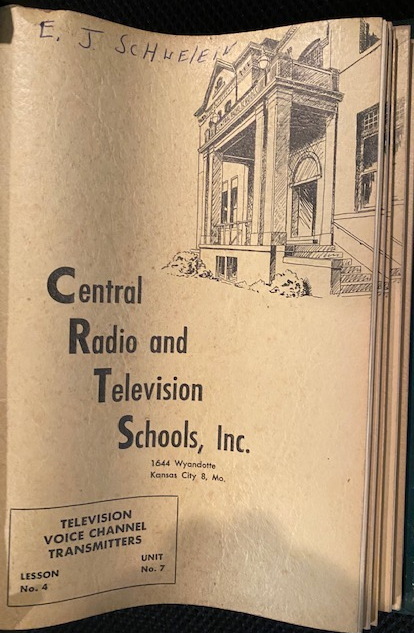 E. J SCHWELEIN
Central
Radio and
Television
Schools, Inc.
1644 Wyandotte
Kansas City 8, Mo.
TELEVISION
VOICE CHANNEL
TRANSMITTERS
LESSON
No. 4
UNIT
No. 7